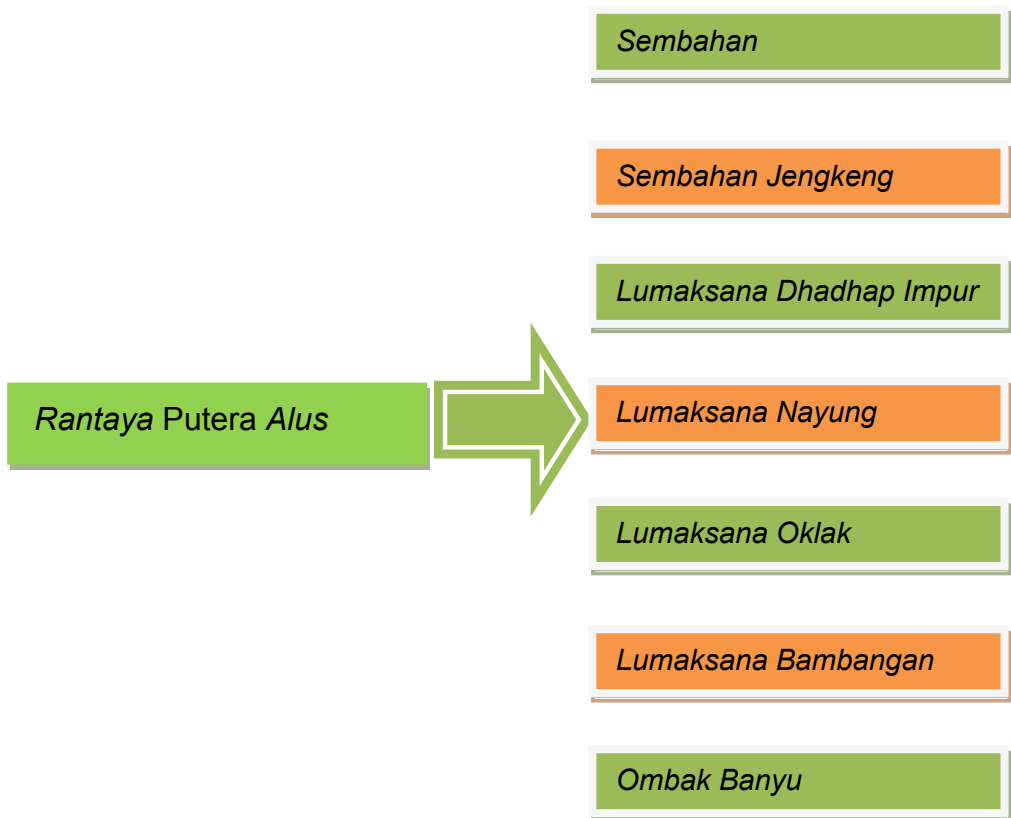 Sembahan
Sembahan Jengkeng
Lumaksana Dhadhap Impur
Rantaya Putera Alus
Lumaksana Nayung
Lumaksana Oklak
Lumaksana Bambangan
Ombak Banyu